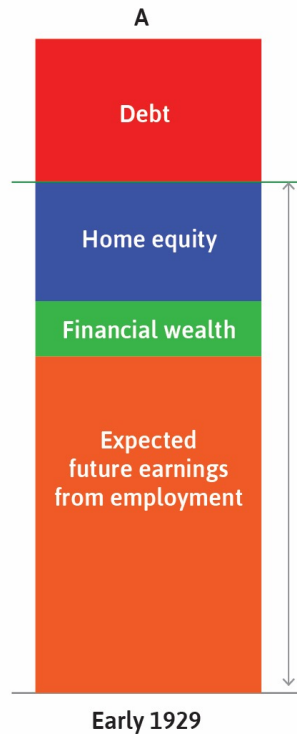 A
Debt
Home equity
Financial wealth
Expected
future earnings
from employment
Early 1929